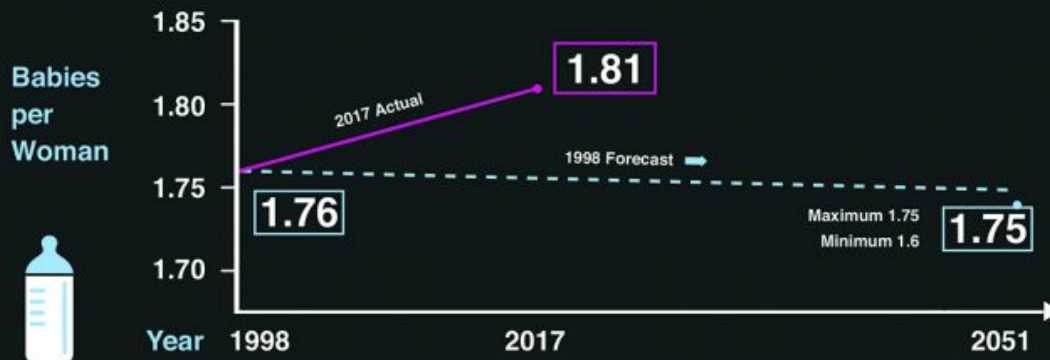 1.85
Babies
per
Woman
1.81
1.80
2017 Actual
1998 Forecast
1.75
1.76
Maximum 1.75
Minimum 1.6
1.75
1.70
Year 1998 2017 2051